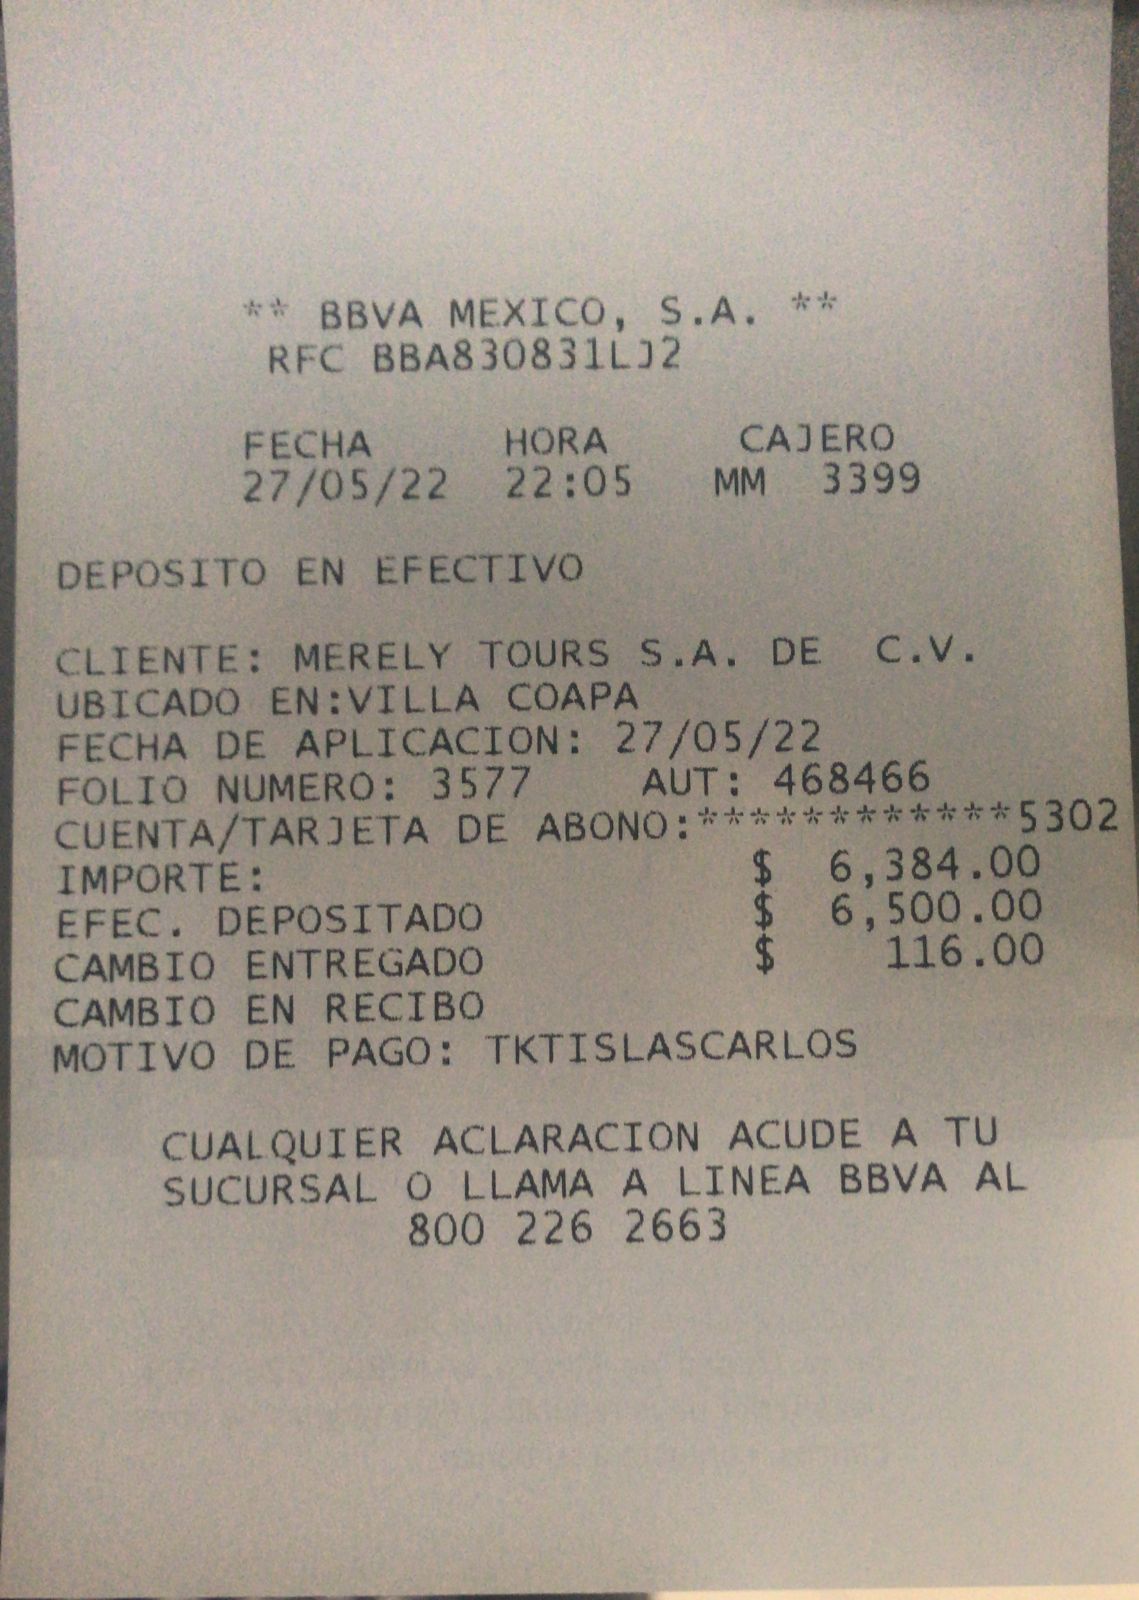 ** BBVA MEXICO, S.A. **
RFC BBA830831LJ2
FECHA HORA CAJERO
27/05/22 22:05 MM 3399
DEPOSITO EN EFECTIVO
CLIENTE: MERELY TOURS S.A. DE C.V.
UBICADO EN:VILLA COAPA
FECHA DE APLICACION: 27/05/22
FOLIO NUMERO: 3577 AUT: 468466
CUENTA/TARJETA DE ABONO:************5302
IMPORTE: $ 6,384.00
EFEC. DEPOSITADO $ 6,500.00
CAMBIO ENTREGADO $ 116.00
CAMBIO EN RECIBO
MOTIVO DE PAGO: TKTISLASCARLOS
CUALQUIER ACLARACION ACUDE A TU
SUCURSAL O LLAMA A LINEA BBVA AL
800 226 2663